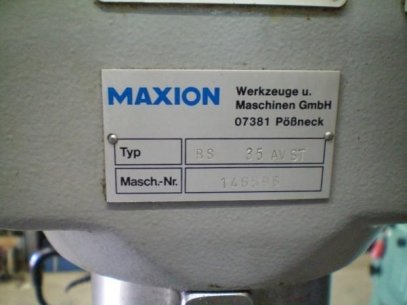 MAXION
Werkzeuge u.
Maschinen GmbH
07381 Pößneck
Typ BS 35 AV ST
Masch.-Nr.